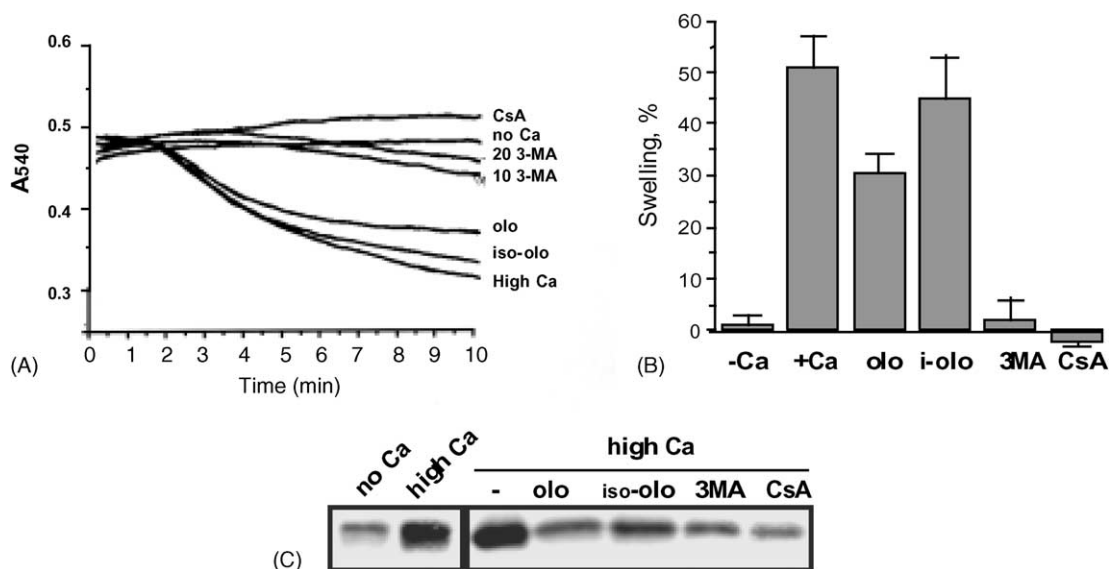 0.6
0.5
0.4
0.3
A540
CsA
no Ca
20 3-MA
10 3-MA
olo
iso-olo
High Ca
0 1 2 3 4 5 6 7 8 9 10
Time (min)
(A)
60
50
40
30
20
10
0
Swelling, %
-Ca +Ca olo i-olo 3MA CsA
(B)
no Ca high Ca
high Ca
- olo iso-olo 3MA CsA
(C)